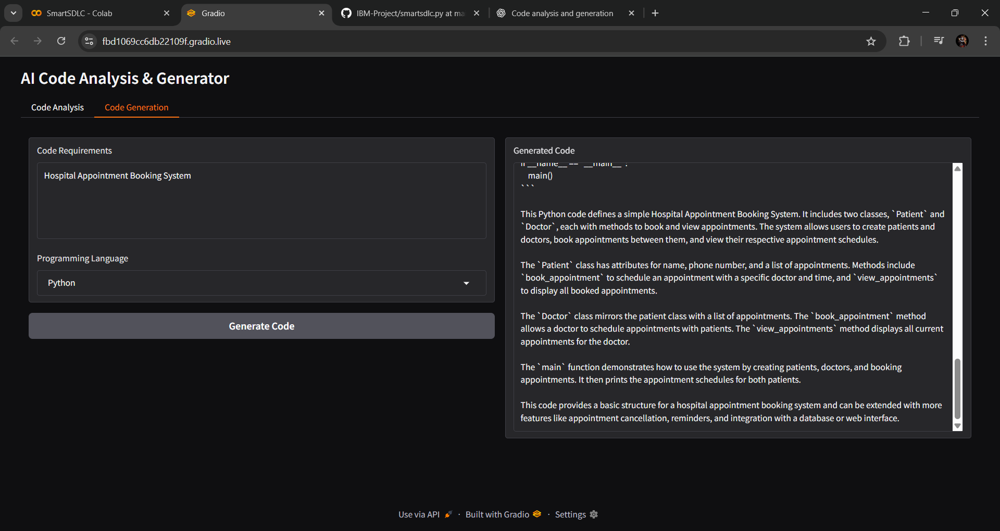 SmartSDLC - Colab
Gradio
IBM-Project/smartsdlc.py at ma
Code analysis and generation
fbd1069cc6db22109f.gradio.live
AI Code Analysis & Generator
Code Analysis
Code Generation
Code Requirements
Hospital Appointment Booking System
Programming Language
Python
Generate Code
Generated Code
if __name__ == "__main__":
main()
```
This Python code defines a simple Hospital Appointment Booking System. It includes two classes, `Patient` and
`Doctor`, each with methods to book and view appointments. The system allows users to create patients and
doctors, book appointments between them, and view their respective appointment schedules.
The `Patient` class has attributes for name, phone number, and a list of appointments. Methods include
`book_appointment` to schedule an appointment with a specific doctor and time, and `view_appointments`
to display all booked appointments.
The `Doctor` class mirrors the patient class with a list of appointments. The `book_appointment` method
allows a doctor to schedule appointments with patients. The `view_appointments` method displays all current
appointments for the doctor.
The `main` function demonstrates how to use the system by creating patients, doctors, and booking
appointments. It then prints the appointment schedules for both patients.
This code provides a basic structure for a hospital appointment booking system and can be extended with more
features like appointment cancellation, reminders, and integration with a database or web interface.
Use via API · Built with Gradio · Settings